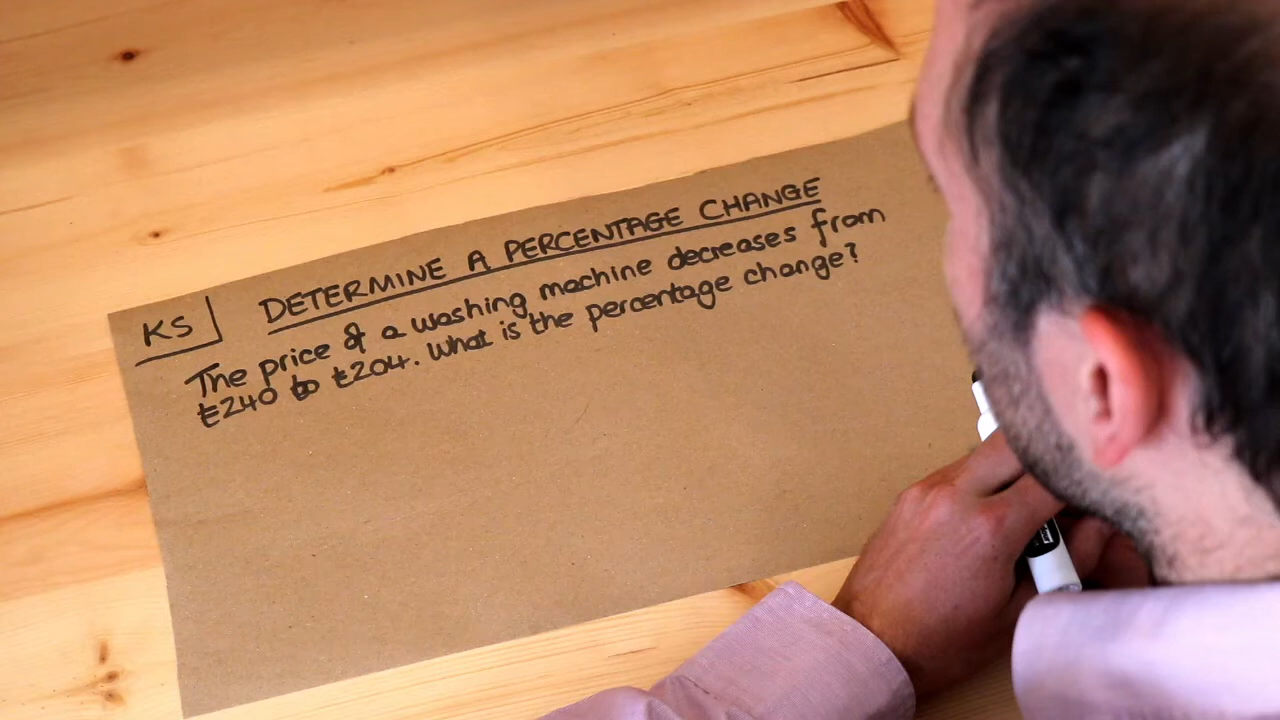 KS
DETERMINE A PERCENTAGE CHANGE
The price of a washing machine decreases from
£240 to £204. What is the percentage change?